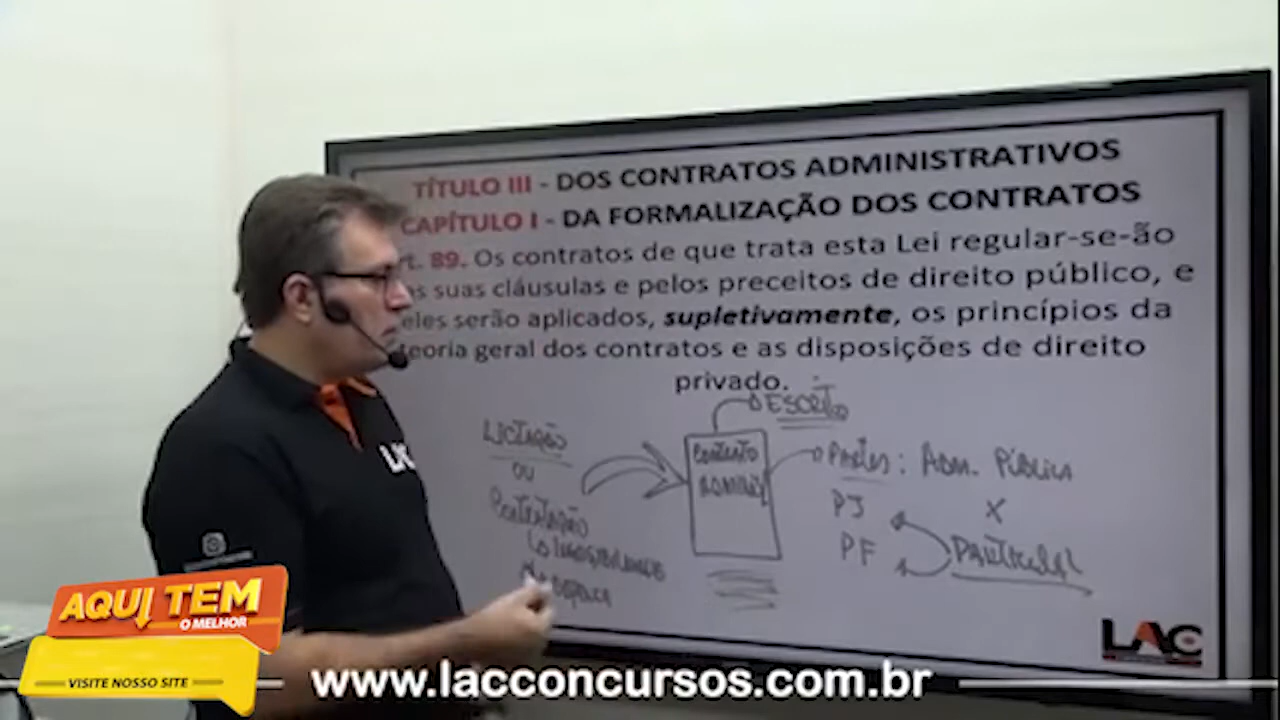 TÍTULO III - DOS CONTRATOS ADMINISTRATIVOS
CAPÍTULO I - DA FORMALIZAÇÃO DOS CONTRATOS
t. 89. Os contratos de que trata esta Lei regular-se-ão
as suas cláusulas e pelos preceitos de direito público, e
eles serão aplicados, supletivamente, os princípios da
teoria geral dos contratos e as disposições de direito
privado.
ESCRITO
LICITAÇÃO
OU
CONTRATO
PARTES: ADM. PÚBLICA
PJ
X
PF
PARTICULAR
LAC
LAC
AQUI TEM
O MELHOR
VISITE NOSSO SITE
www.lacconcursos.com.br